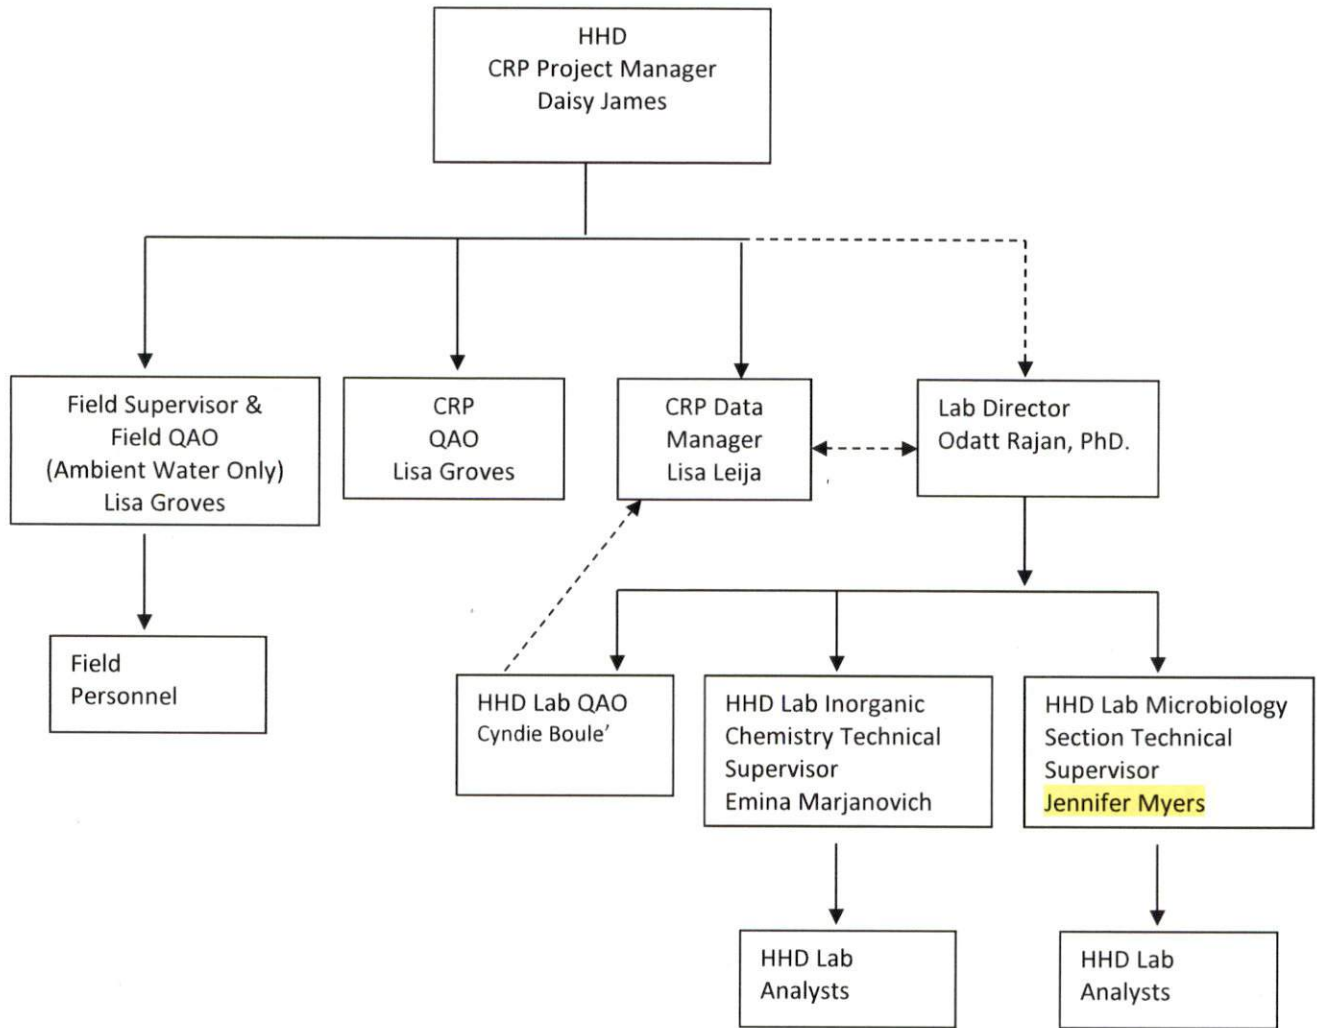 HHD
CRP Project Manager
Daisy James
Field Supervisor &
Field QAO
(Ambient Water Only)
Lisa Groves
CRP
QAO
Lisa Groves
CRP Data
Manager
Lisa Leija
Lab Director
Odatt Rajan, PhD.
Field
Personnel
HHD Lab QAO
Cyndie Boule’
HHD Lab Inorganic
Chemistry Technical
Supervisor
Emina Marjanovich
HHD Lab Microbiology
Section Technical
Supervisor
Jennifer Myers
HHD Lab
Analysts
HHD Lab
Analysts